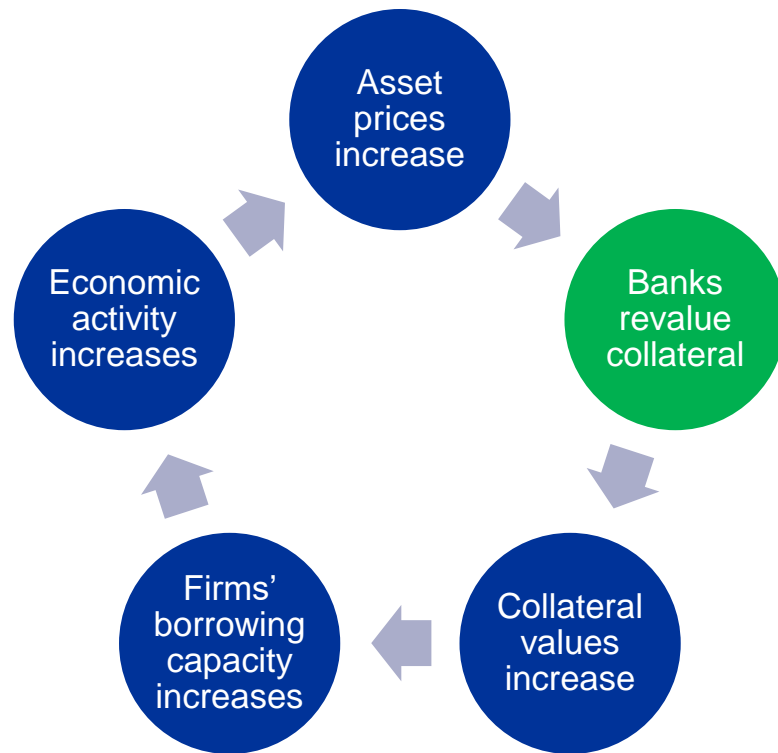 Asset
prices
increase
Banks
revalue
collateral
Collateral
values
increase
Firms’
borrowing
capacity
increases
Economic
activity
increases